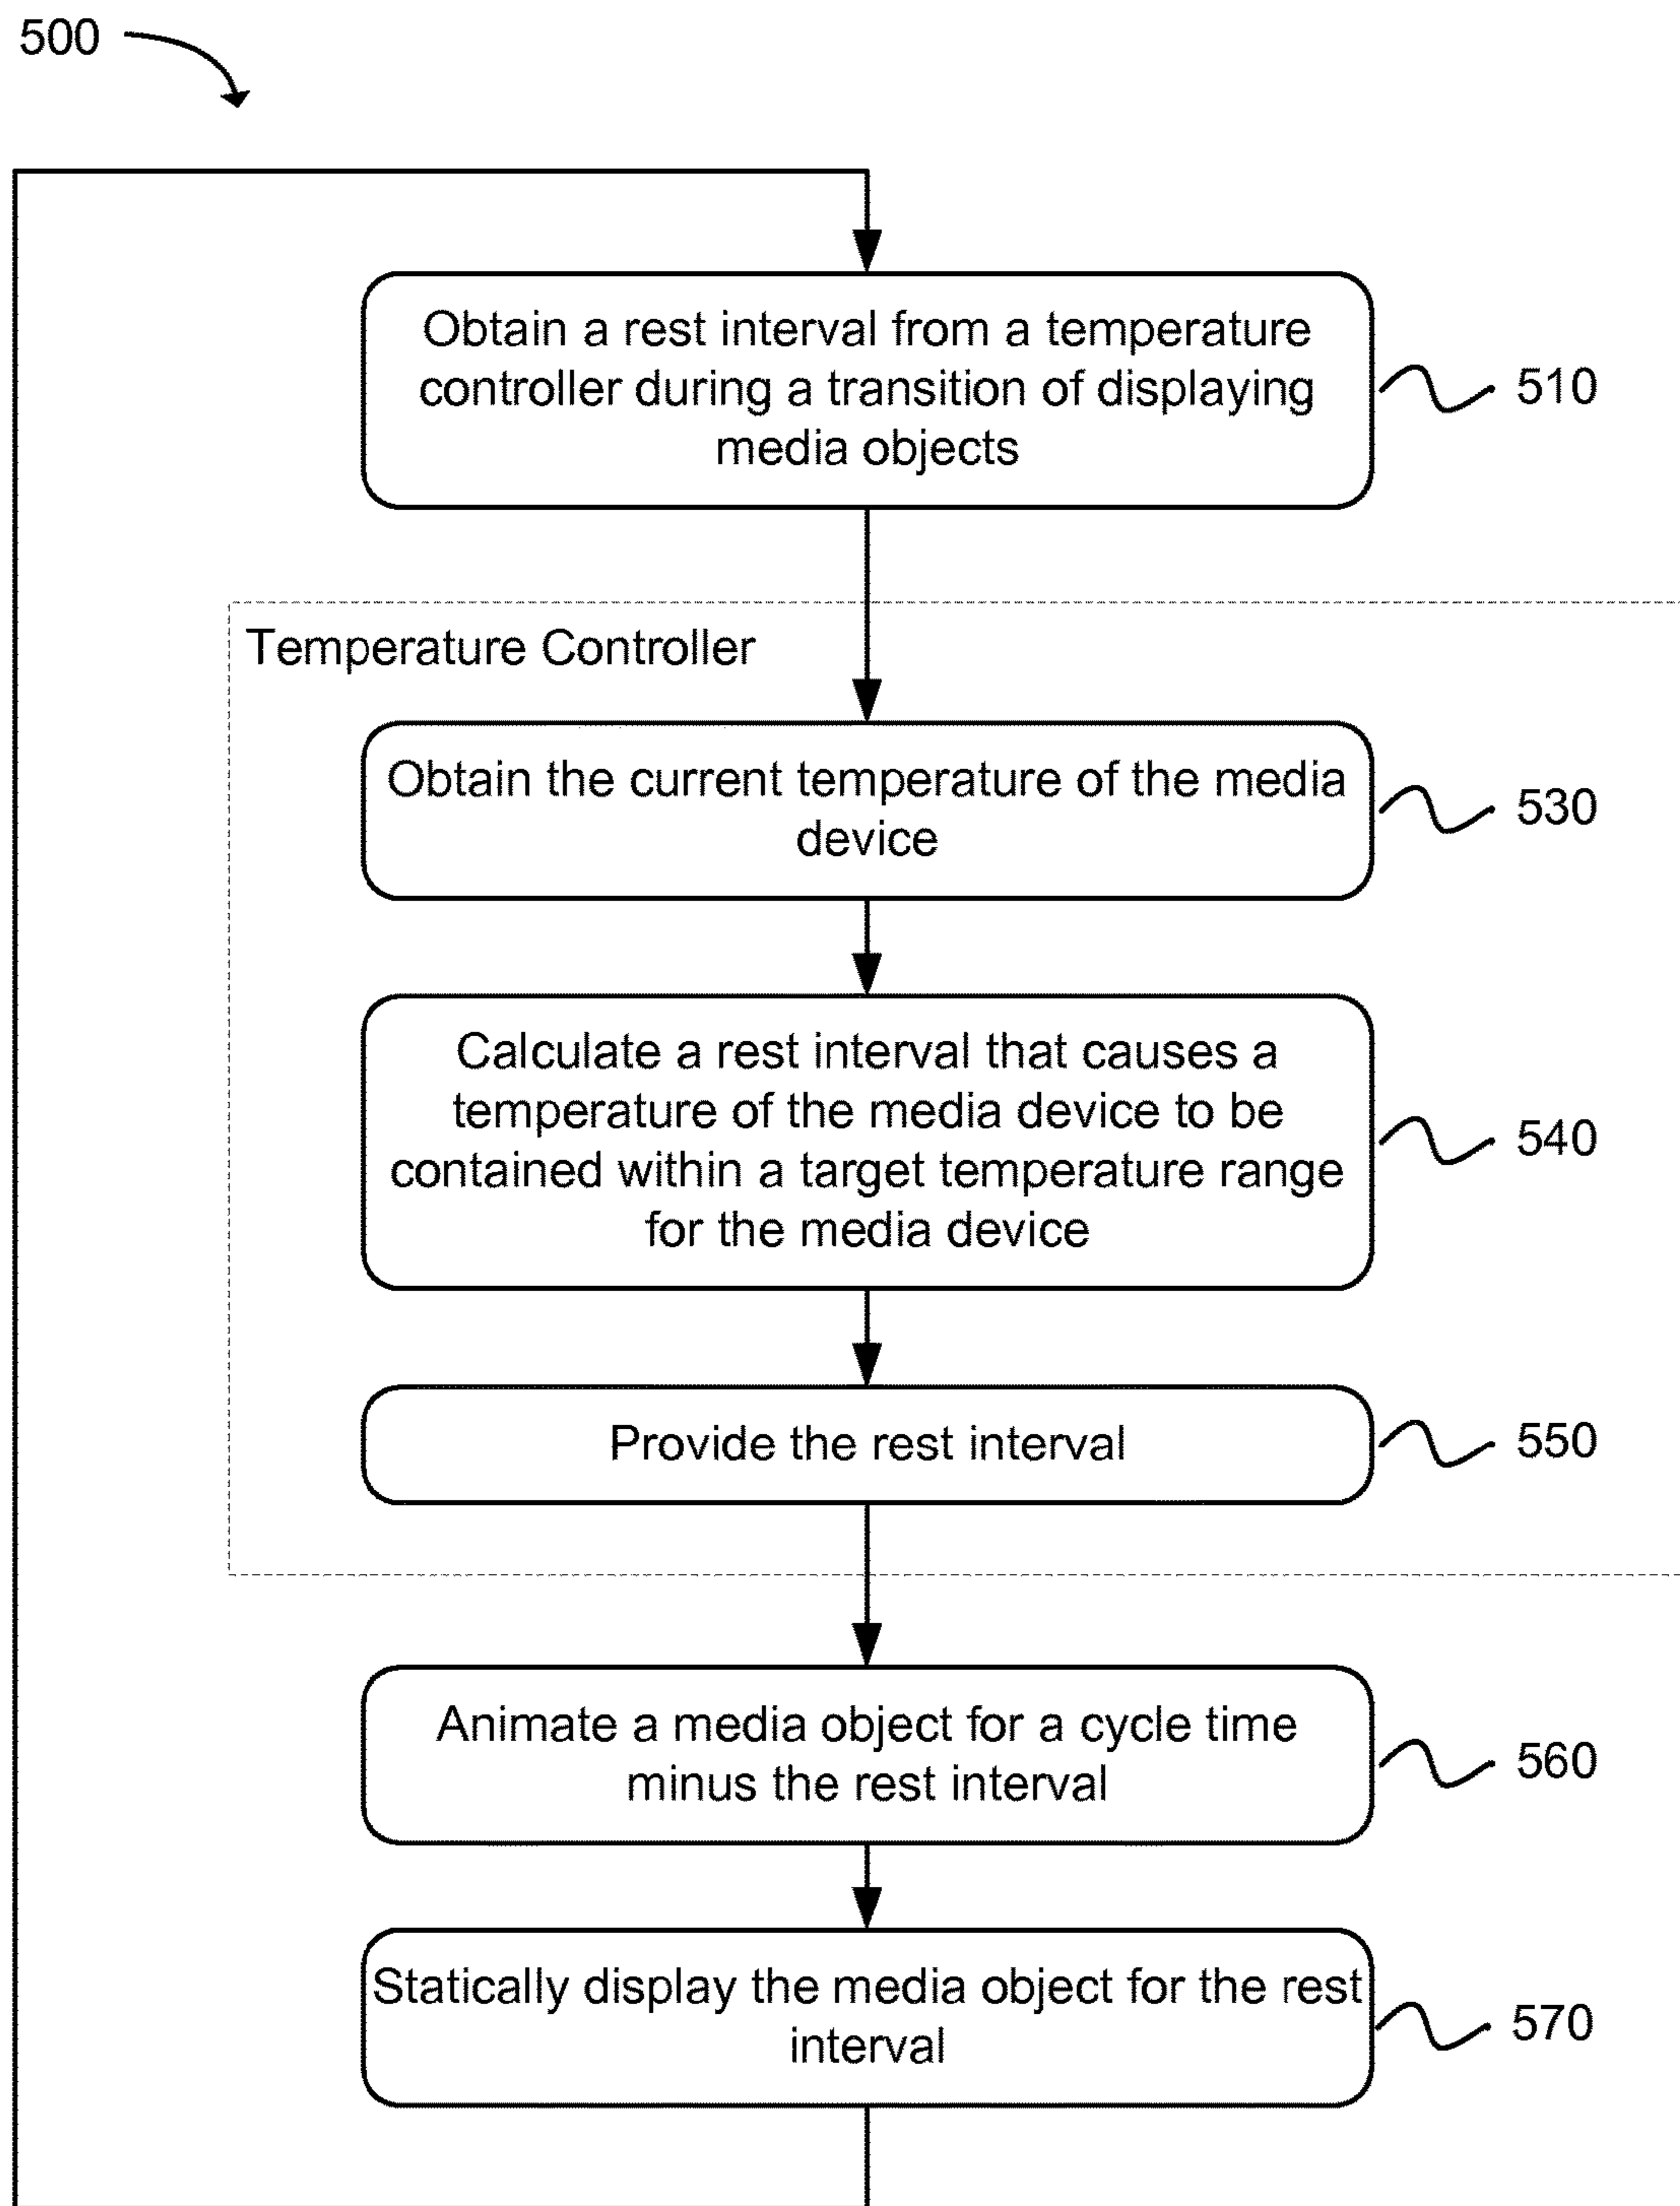 500
Obtain a rest interval from a temperature
controller during a transition of displaying
media objects
510
Temperature Controller
Obtain the current temperature of the media
device
530
Calculate a rest interval that causes a
temperature of the media device to be
contained within a target temperature range
for the media device
540
Provide the rest interval
550
Animate a media object for a cycle time
minus the rest interval
560
Statically display the media object for the rest
interval
570